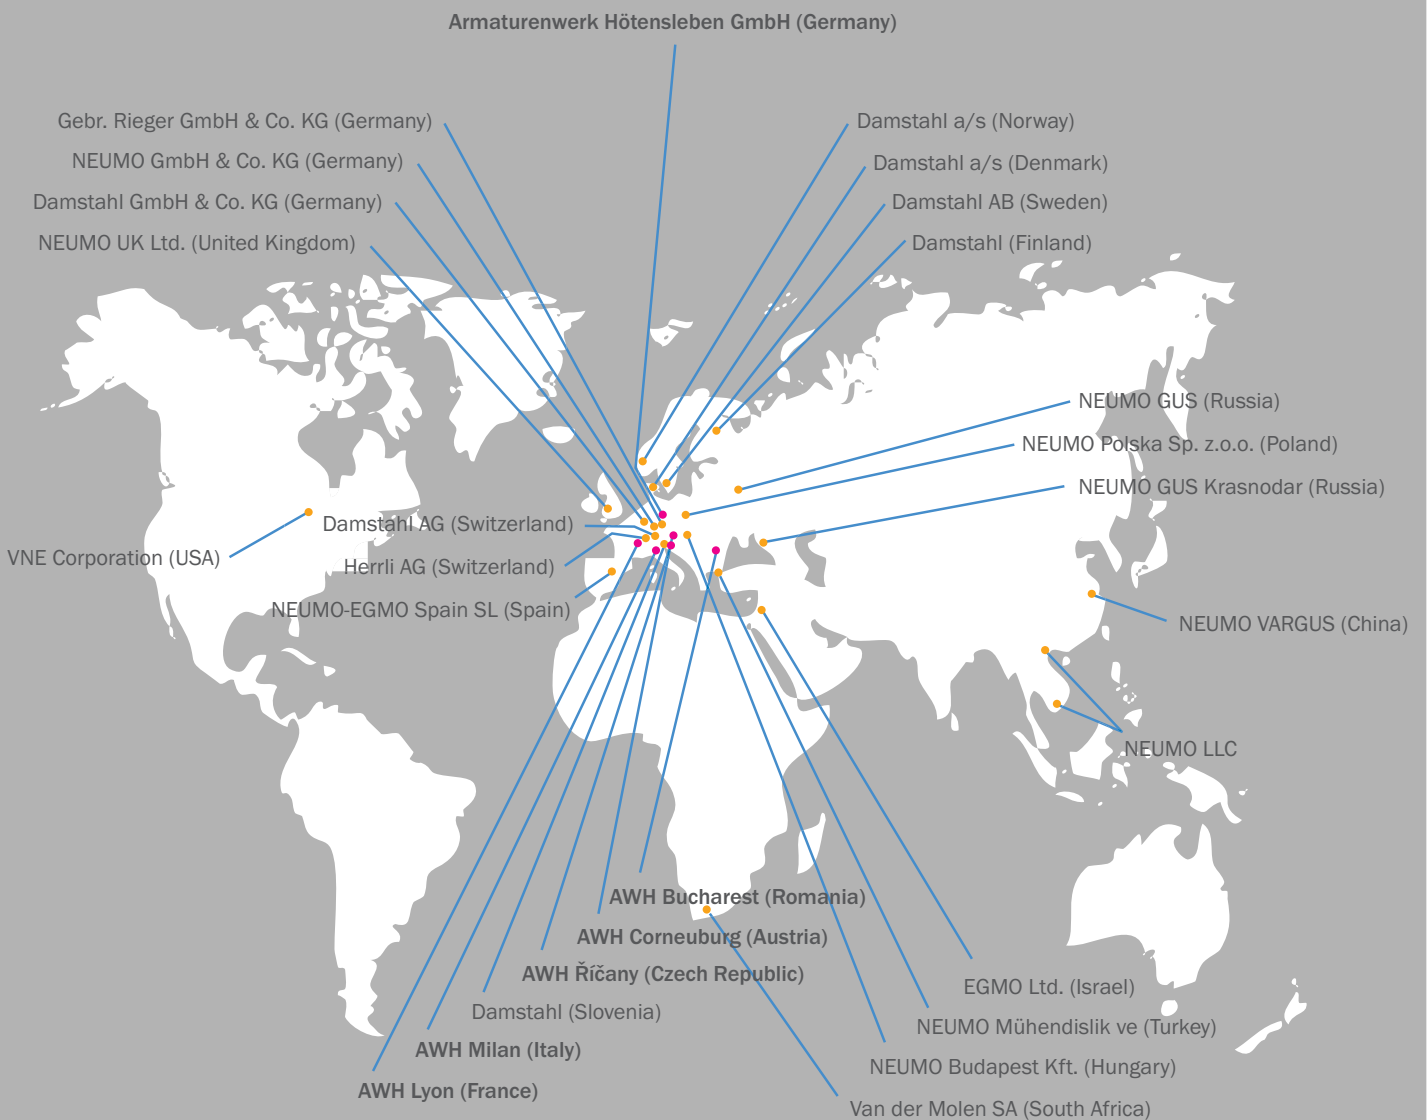 Armaturenwerk Hötensleben GmbH (Germany)
Gebr. Rieger GmbH & Co. KG (Germany)
NEUMO GmbH & Co. KG (Germany)
Damstahl GmbH & Co. KG (Germany)
NEUMO UK Ltd. (United Kingdom)
Damstahl a/s (Norway)
Damstahl a/s (Denmark)
Damstahl AB (Sweden)
Damstahl (Finland)
NEUMO GUS (Russia)
NEUMO Polska Sp. z.o.o. (Poland)
NEUMO GUS Krasnodar (Russia)
Damstahl AG (Switzerland)
VNE Corporation (USA)
Herrli AG (Switzerland)
NEUMO-EGMO Spain SL (Spain)
NEUMO VARGUS (China)
NEUMO LLC
AWH Bucharest (Romania)
AWH Corneuburg (Austria)
AWH Říčany (Czech Republic)
Damstahl (Slovenia)
AWH Milan (Italy)
AWH Lyon (France)
EGMO Ltd. (Israel)
NEUMO Mühendislik ve (Turkey)
NEUMO Budapest Kft. (Hungary)
Van der Molen SA (South Africa)